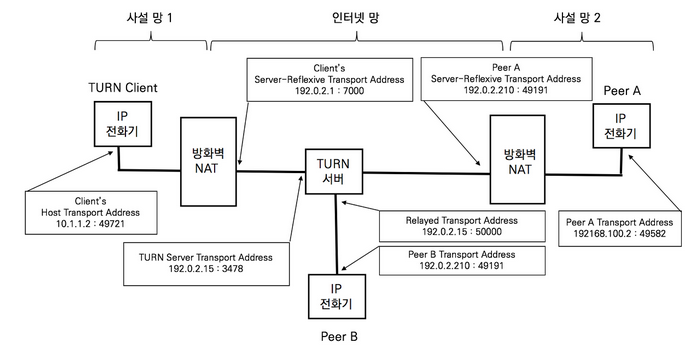 사설 망 1
인터넷 망
사설 망 2
Client's
Server-Reflexive Transport Address
192.0.2.1 : 7000
Peer A
Server-Reflexive Transport Address
192.0.2.210 : 49191
TURN Client
Peer A
IP
전화기
IP
전화기
방화벽
NAT
TURN
서버
방화벽
NAT
Client's
Host Transport Address
10.1.1.2 : 49721
Relayed Transport Address
192.0.2.15 : 50000
Peer A Transport Address
192168.100.2 : 49582
TURN Server Transport Address
192.0.2.15 : 3478
Peer B Transport Address
192.0.2.210 : 49191
IP
전화기
Peer B